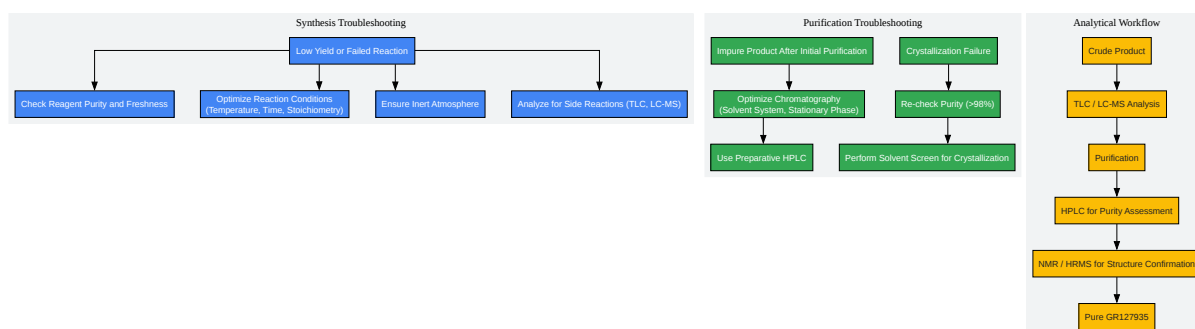 Synthesis Troubleshooting
Low Yield or Failed Reaction
Check Reagent Purity and Freshness
Optimize Reaction Conditions
(Temperature, Time, Stoichiometry)
Ensure Inert Atmosphere
Analyze for Side Reactions (TLC, LC-MS)
Purification Troubleshooting
Impure Product After Initial Purification
Crystallization Failure
Optimize Chromatography
(Solvent System, Stationary Phase)
Re-check Purity (>98%)
Use Preparative HPLC
Perform Solvent Screen for Crystallization
Analytical Workflow
Crude Product
TLC / LC-MS Analysis
Purification
HPLC for Purity Assessment
NMR / HRMS for Structure Confirmation
Pure GR127935